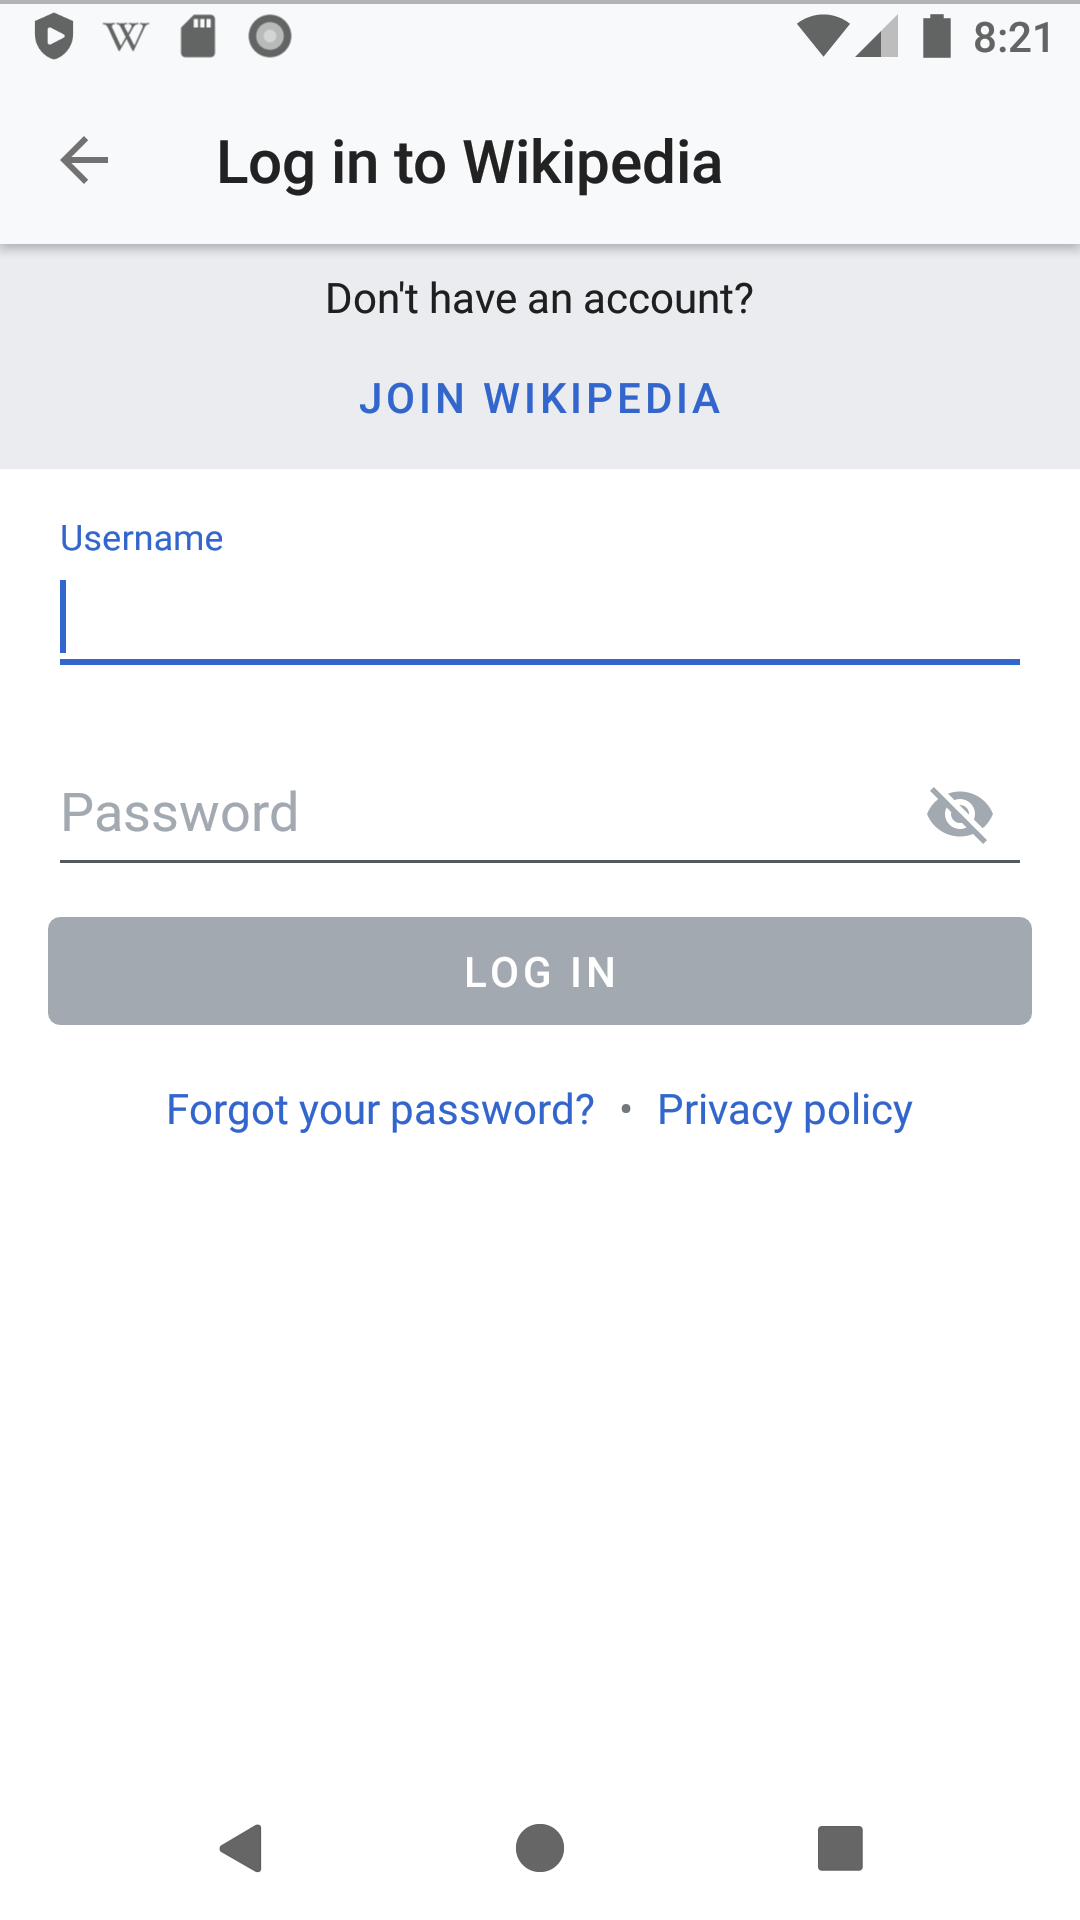 W 8:21
Log in to Wikipedia
Don't have an account?
JOIN WIKIPEDIA
Username
Password
LOG IN
Forgot your password? • Privacy policy